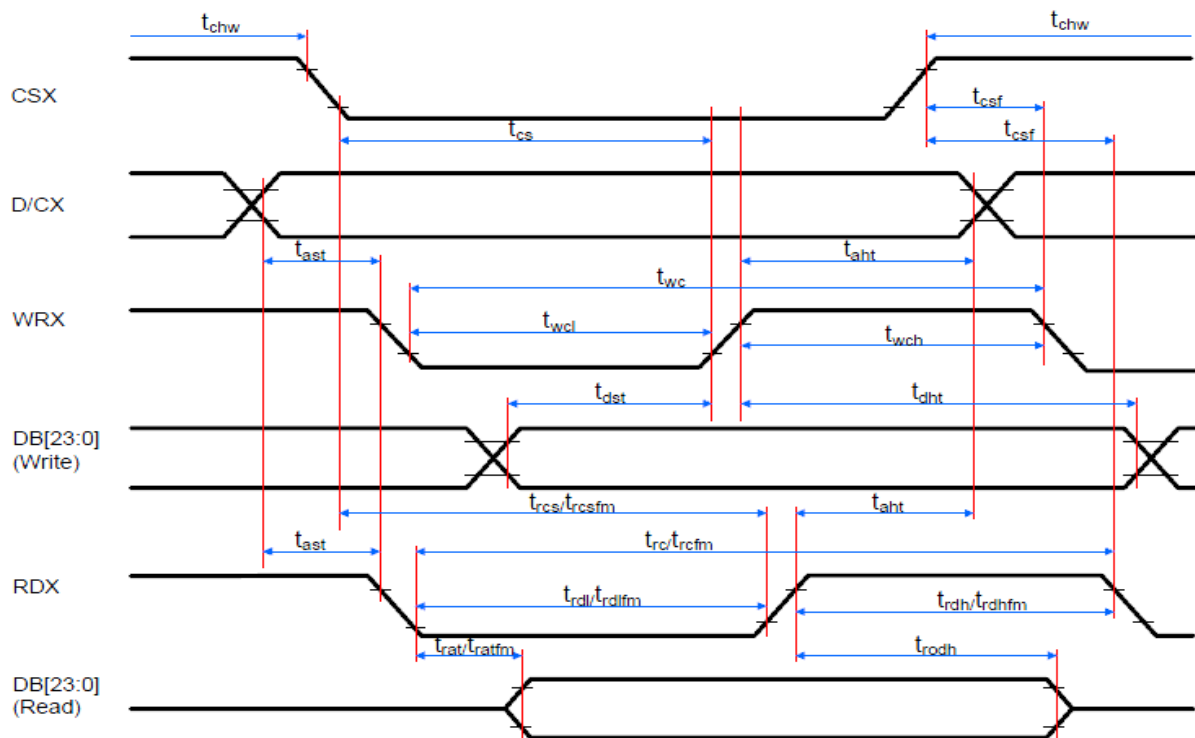 tchw
tchw
CSX
tcsf
tcs
tcsf
D/CX
tast
taht
twc
WRX
twcl
twch
tdst
tdht
DB[23:0]
(Write)
trcs/trcsfm
taht
tast
trc/trcfm
RDX
trdl/trdlfm
trdh/trdhfm
trat/tratfm
trodh
DB[23:0]
(Read)